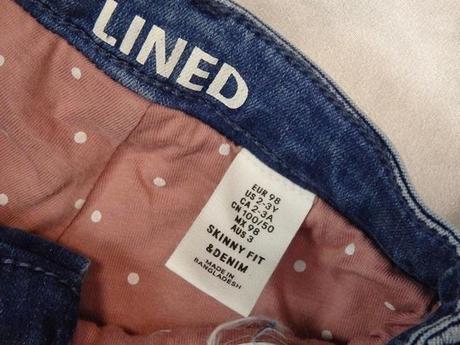 LINED
EUR 98
US 2-3Y
CA 2-3A
CN 100/50
MX 98
AUS 3
SKINNY FIT
&DENIM
MADE IN
BANGLADESH